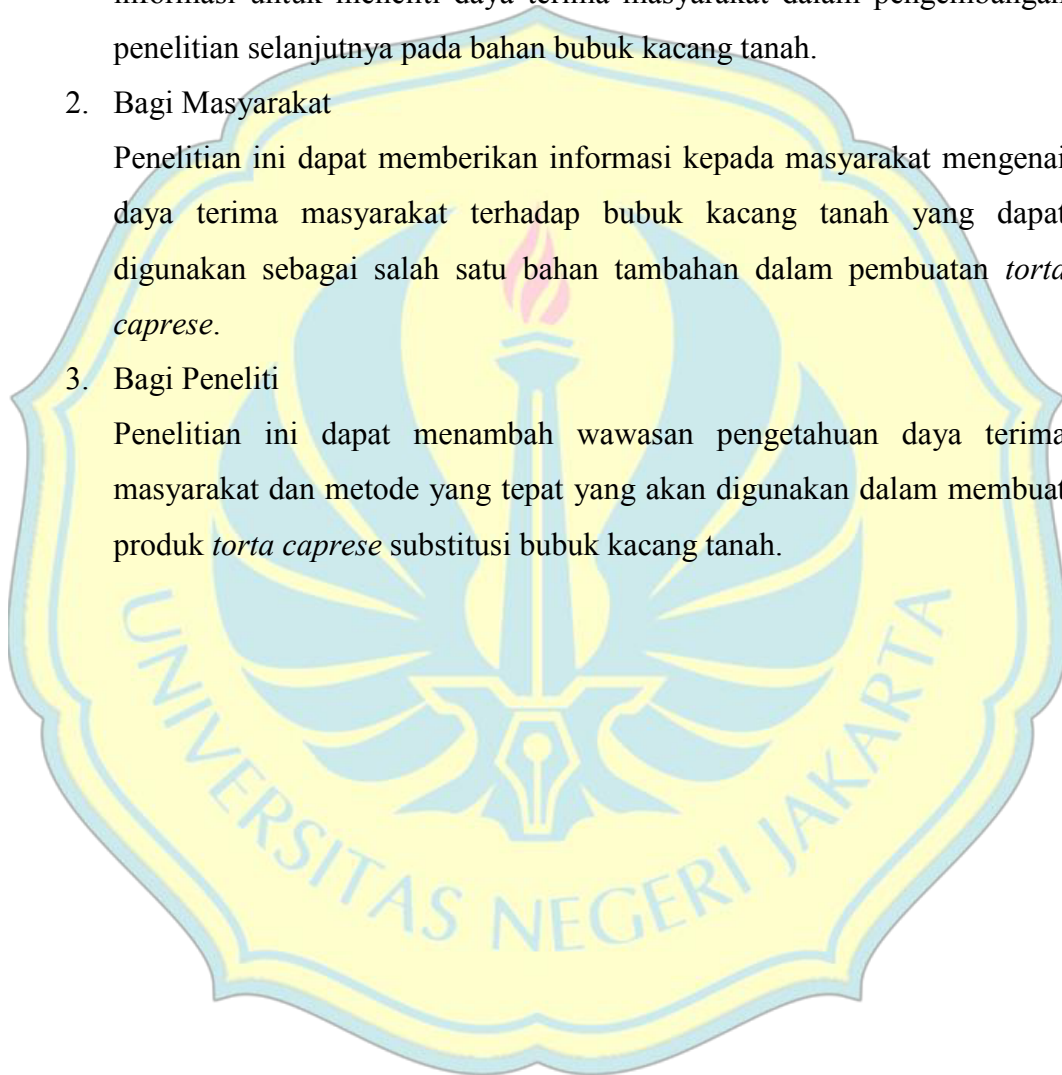 informasi untuk meneliti daya terima masyarakat dalam pengembangan
penelitian selanjutnya pada bahan bubuk kacang tanah.
2. Bagi Masyarakat
Penelitian ini dapat memberikan informasi kepada masyarakat mengenai
daya terima masyarakat terhadap bubuk kacang tanah yang dapat
digunakan sebagai salah satu bahan tambahan dalam pembuatan torta
caprese.
3. Bagi Peneliti
Penelitian ini dapat menambah wawasan pengetahuan daya terima
masyarakat dan metode yang tepat yang akan digunakan dalam membuat
produk torta caprese substitusi bubuk kacang tanah.
UNIVERSITAS NEGERI JAKARTA